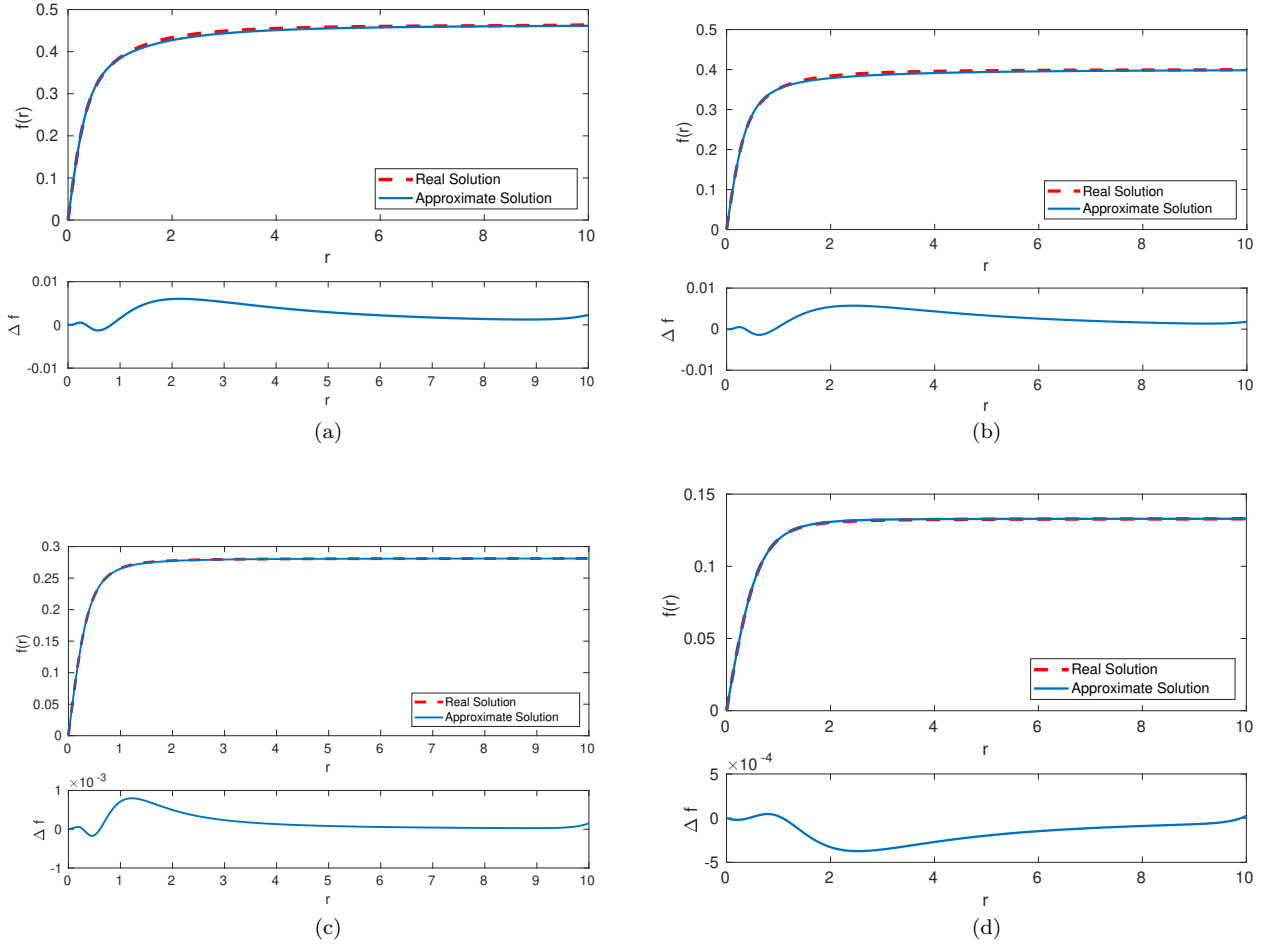 0.5
0.4
0.3
0.2
0.1
0
f(r)
Real Solution
Approximate Solution
0 2 4 6 8 10
r
0.01
0
-0.01
Δ f
0 1 2 3 4 5 6 7 8 9 10
r
(a)
0.5
0.4
0.3
0.2
0.1
0
f(r)
Real Solution
Approximate Solution
0 2 4 6 8 10
r
0.01
0
-0.01
Δ f
0 2 4 6 8 10
r
(b)
0.3
0.25
0.2
0.15
0.1
0.05
0
f(r)
Real Solution
Approximate Solution
0 1 2 3 4 5 6 7 8 9 10
r
×10 -3
1
0
-1
Δ f
0 1 2 3 4 5 6 7 8 9 10
r
(c)
0.15
0.1
0.05
0
f(r)
Real Solution
Approximate Solution
0 2 4 6 8 10
r
×10 -4
5
0
-5
Δ f
0 2 4 6 8 10
r
(d)